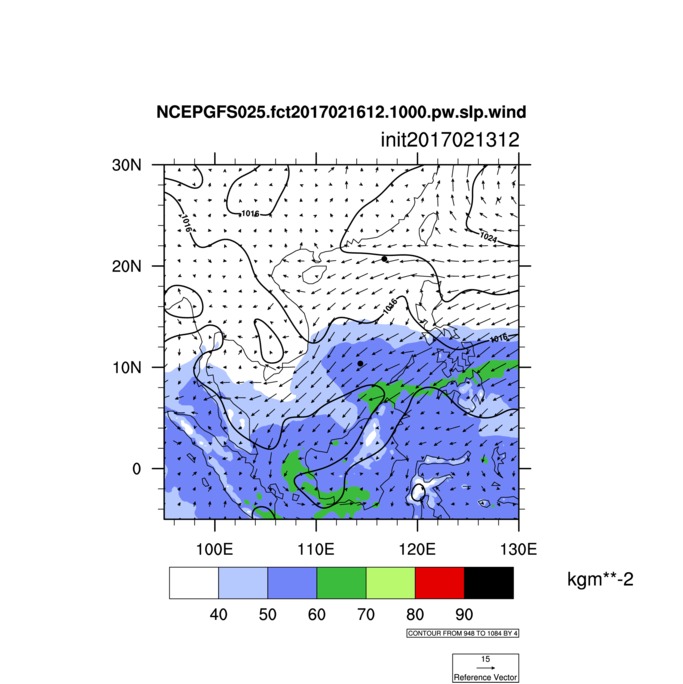 NCEPGFS025.fct2017021612.1000.pw.slp.wind
init2017021312
30N
1016
1016
1024
20N
1016
1016
10N
0
100E 110E 120E 130E
kgm**-2
40 50 60 70 80 90
CONTOUR FROM 948 TO 1084 BY 4
15
Reference Vector